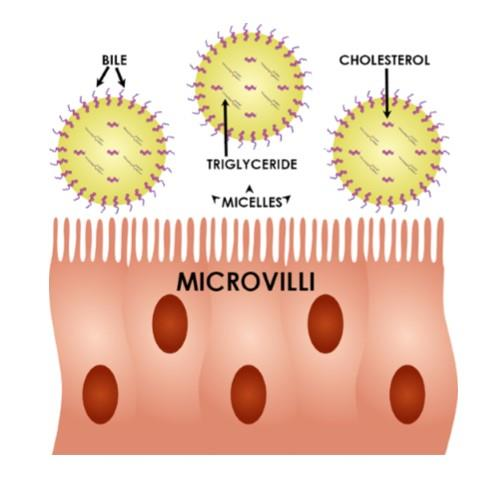 BILE
CHOLESTEROL
TRIGLYCERIDE
MICELLES
MICROVILLI